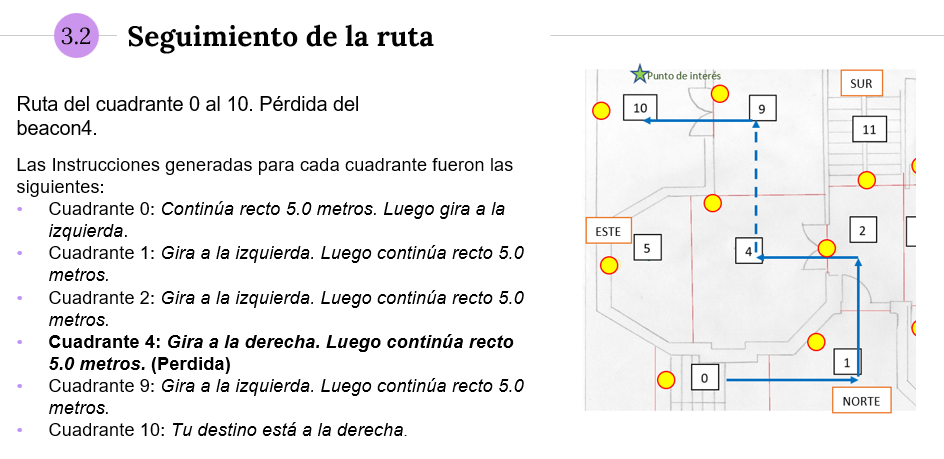 3.2
Seguimiento de la ruta
Ruta del cuadrante 0 al 10. Pérdida del
beacon4.
Las Instrucciones generadas para cada cuadrante fueron las
siguientes:
• Cuadrante 0: Continúa recto 5.0 metros. Luego gira a la
izquierda.
• Cuadrante 1: Gira a la izquierda. Luego continúa recto 5.0
metros.
• Cuadrante 2: Gira a la izquierda. Luego continúa recto 5.0
metros.
• Cuadrante 4: Gira a la derecha. Luego continúa recto
5.0 metros. (Perdida)
• Cuadrante 9: Gira a la izquierda. Luego continúa recto 5.0
metros.
• Cuadrante 10: Tu destino está a la derecha.
Punto de interés
SUR
10
9
11
ESTE
5
4
2
0
1
NORTE